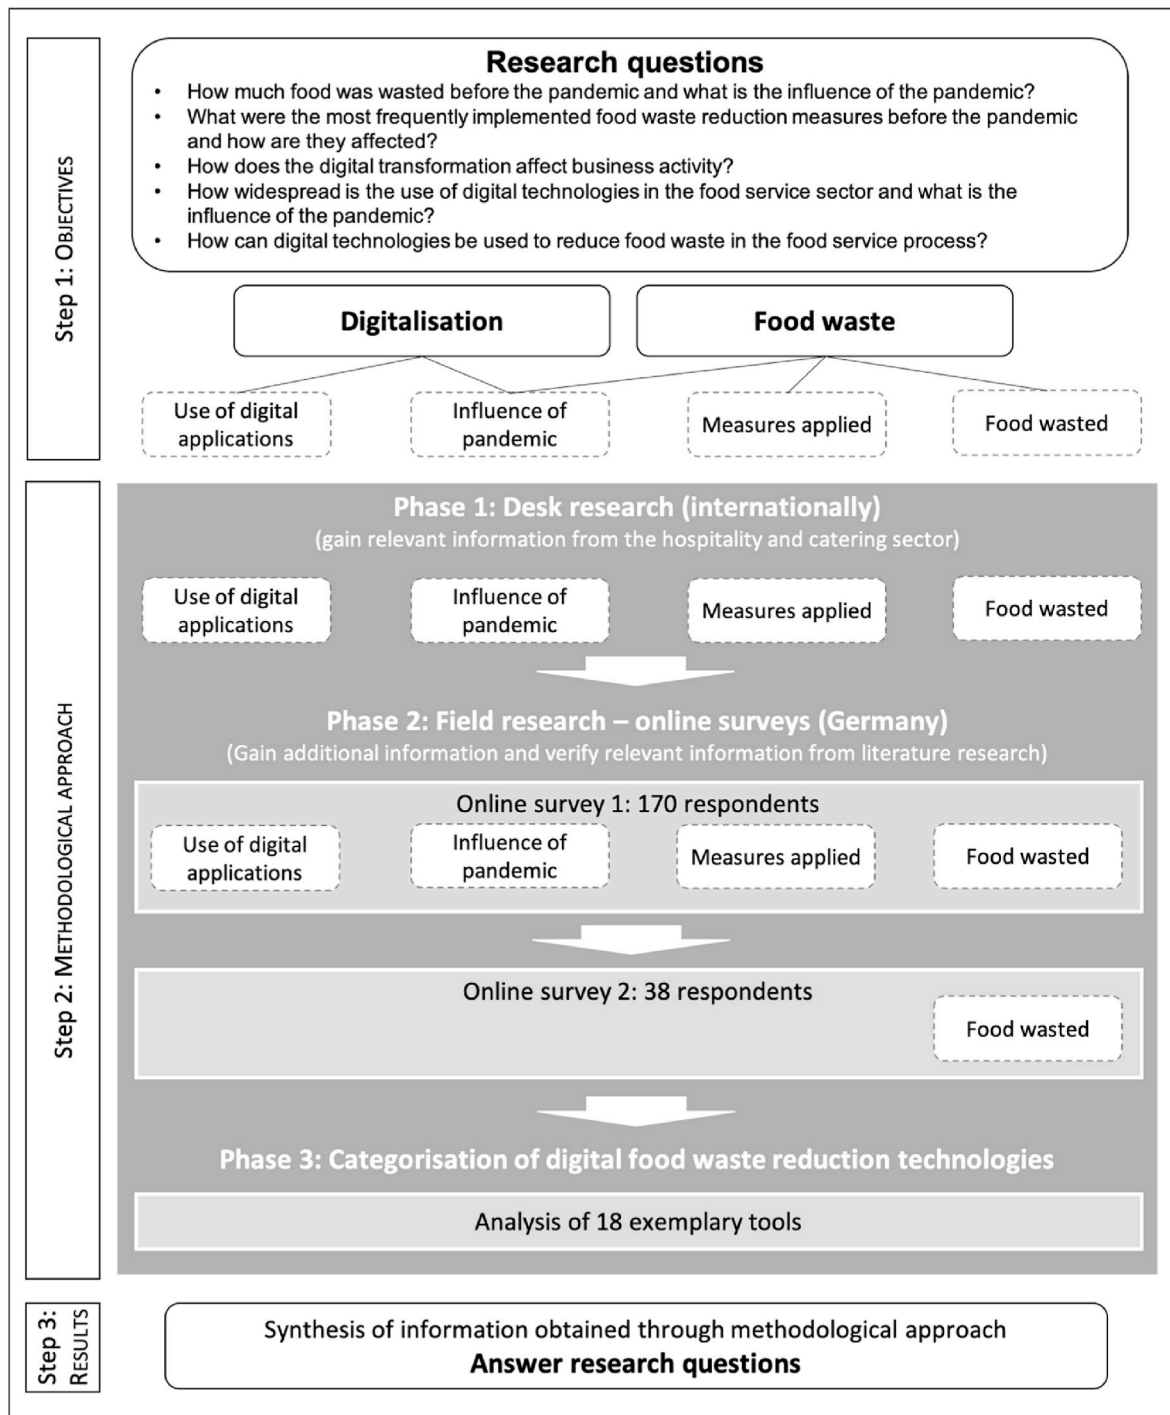 Step 1: OBJECTIVES
Research questions
• How much food was wasted before the pandemic and what is the influence of the pandemic?
• What were the most frequently implemented food waste reduction measures before the pandemic
and how are they affected?
• How does the digital transformation affect business activity?
• How widespread is the use of digital technologies in the food service sector and what is the
influence of the pandemic?
• How can digital technologies be used to reduce food waste in the food service process?
Digitalisation
Food waste
Use of digital
applications
Influence of
pandemic
Measures applied
Food wasted
Step 2: METHODOLOGICAL APPROACH
Phase 1: Desk research (internationally)
(gain relevant information from the hospitality and catering sector)
Use of digital
applications
Influence of
pandemic
Measures applied
Food wasted
Phase 2: Field research – online surveys (Germany)
(Gain additional information and verify relevant information from literature research)
Online survey 1: 170 respondents
Use of digital
applications
Influence of
pandemic
Measures applied
Food wasted
Online survey 2: 38 respondents
Food wasted
Phase 3: Categorisation of digital food waste reduction technologies
Analysis of 18 exemplary tools
Step 3:
RESULTS
Synthesis of information obtained through methodological approach
Answer research questions